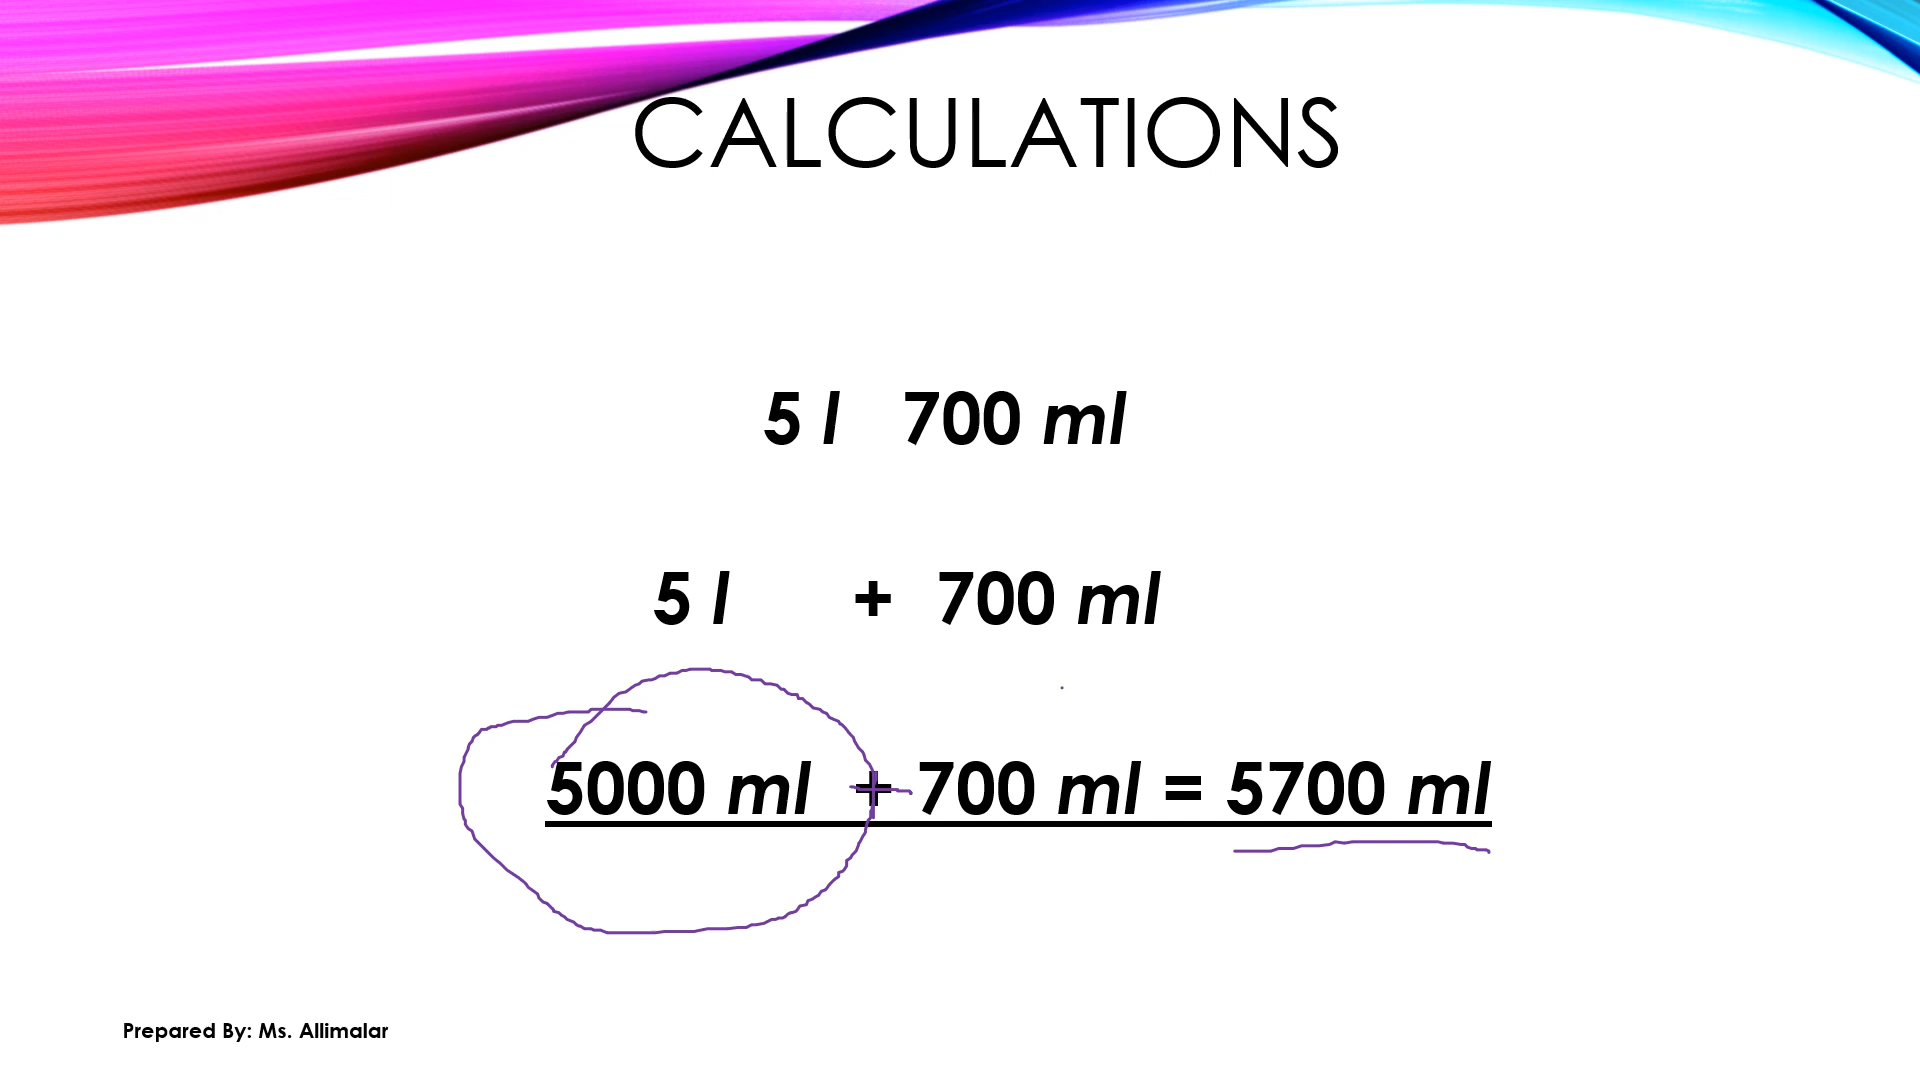 CALCULATIONS
5 l 700 ml
5 l + 700 ml
5000 ml + 700 ml = 5700 ml
Prepared By: Ms. Allimalar